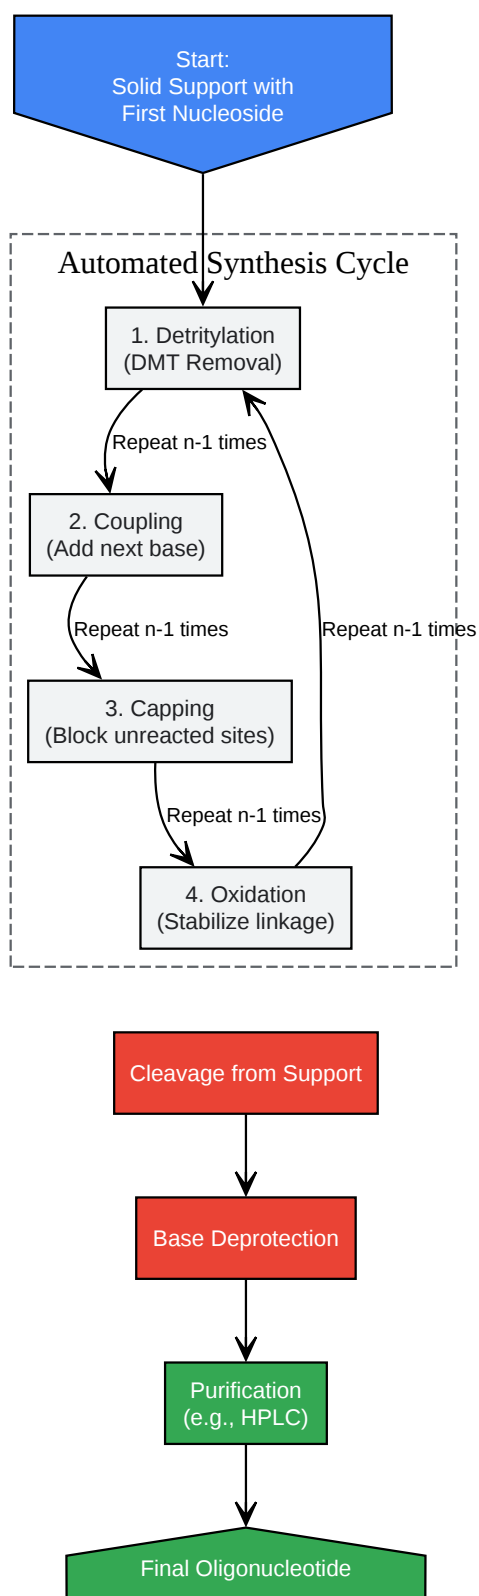 Start:
Solid Support with
First Nucleoside
Automated Synthesis Cycle
1. Detritylation
(DMT Removal)
Repeat n-1 times
2. Coupling
(Add next base)
Repeat n-1 times
Repeat n-1 times
3. Capping
(Block unreacted sites)
Repeat n-1 times
4. Oxidation
(Stabilize linkage)
Cleavage from Support
Base Deprotection
Purification
(e.g., HPLC)
Final Oligonucleotide